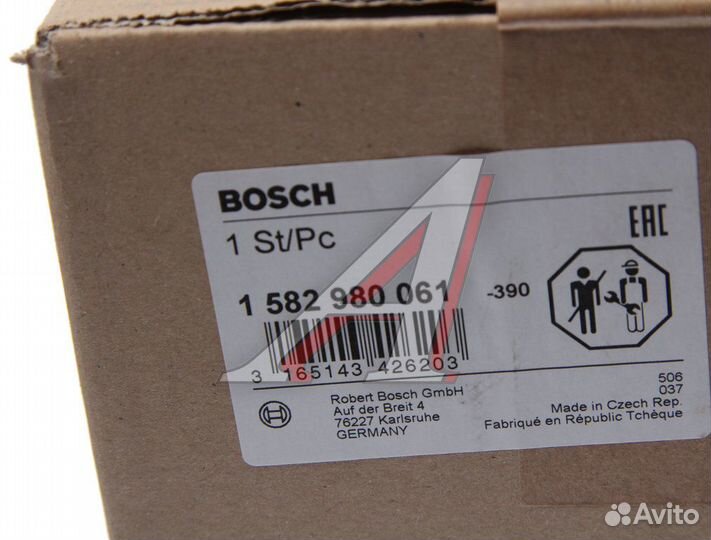 BOSCH
1 St/Pc
EAC
1 582 980 061
-390
3 165143 426203
Robert Bosch GmbH
Auf der Breit 4
76227 Karlsruhe
GERMANY
506
037
Made in Czech Rep.
Fabriqué en République Tchèque
Avito